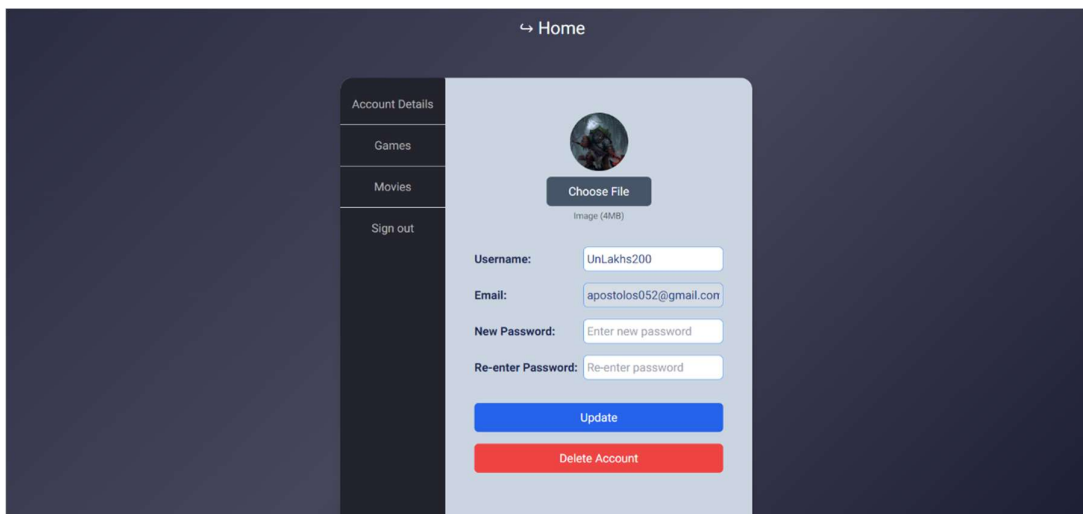 ↪ Home
Account Details
Games
Movies
Sign out
Choose File
Image (4MB)
Username: UnLakhs200
Email: apostolos052@gmail.com
New Password: Enter new password
Re-enter Password: Re-enter password
Update
Delete Account